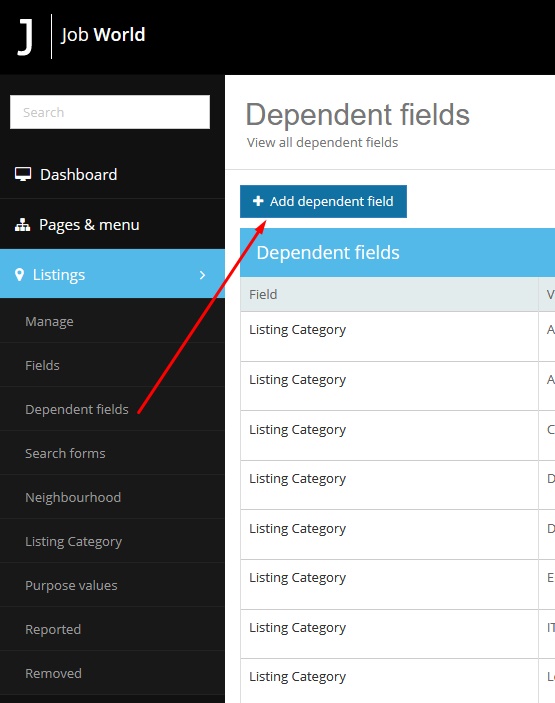 J Job World
Search
Dashboard
Pages & menu
Listings
Manage
Fields
Dependent fields
Search forms
Neighbourhood
Listing Category
Purpose values
Reported
Removed
Dependent fields
View all dependent fields
Add dependent field
Dependent fields
Field
Listing Category
Listing Category
Listing Category
Listing Category
Listing Category
Listing Category
Listing Category
Listing Category